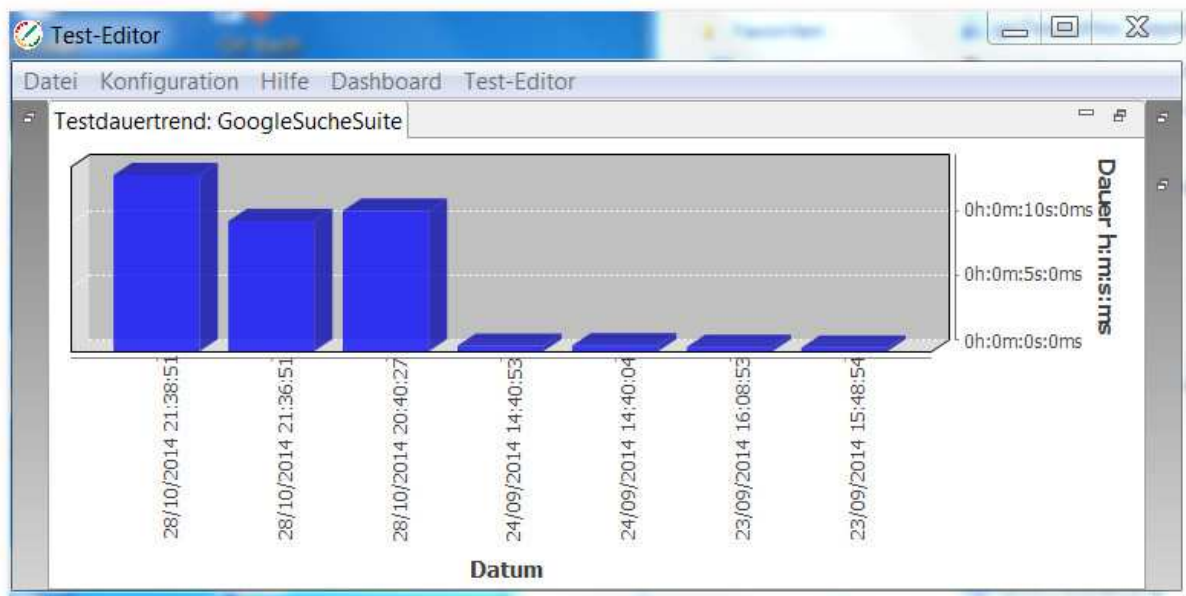 Test-Editor
Datei Konfiguration Hilfe Dashboard Test-Editor
Testdauertrend: GoogleSucheSuite
0h:0m:10s:0ms
0h:0m:5s:0ms
0h:0m:0s:0ms
Dauer h:m:s:ms
28/10/2014 21:38:51
28/10/2014 21:36:51
28/10/2014 20:40:27
24/09/2014 14:40:53
24/09/2014 14:40:04
23/09/2014 16:08:53
23/09/2014 15:48:54
Datum